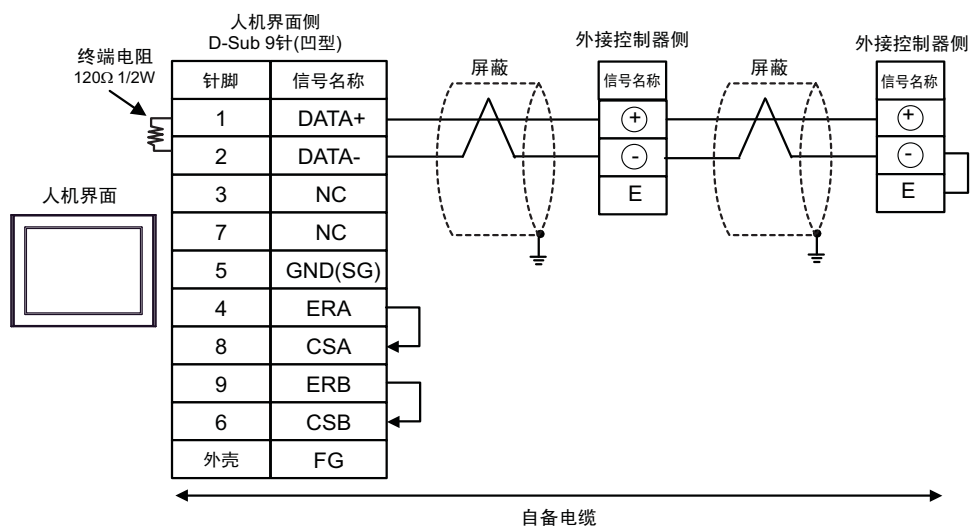 人机界面侧
D-Sub 9针(凹型)
终端电阻
120Ω 1/2W
外接控制器侧
外接控制器侧
屏蔽
屏蔽
针脚 信号名称
信号名称
信号名称
1 DATA+
+
+
2 DATA-
-
-
3 NC
E
E
人机界面
7 NC
5 GND(SG)
4 ERA
8 CSA
9 ERB
6 CSB
外壳 FG
自备电缆